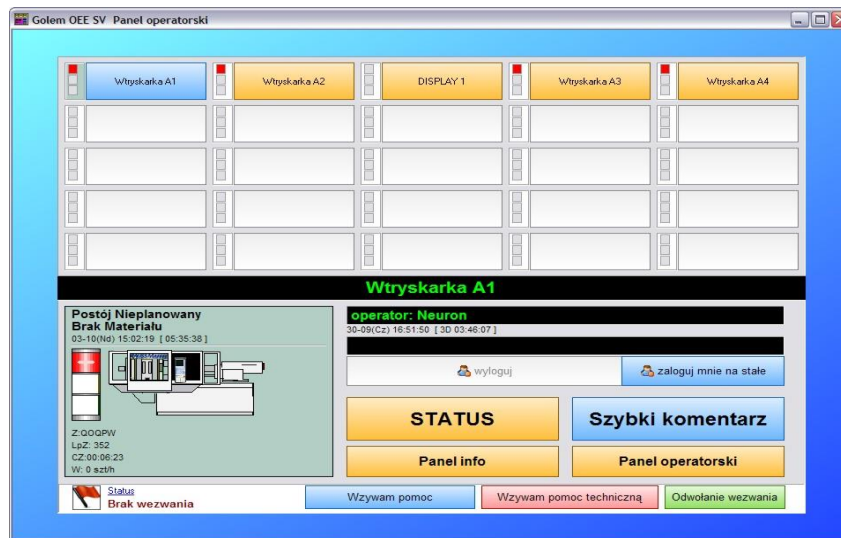 Golem OEE SV Panel operatorski
Wtryskarka A1
Wtryskarka A2
DISPLAY 1
Wtryskarka A3
Wtryskarka A4
Wtryskarka A1
Postój Nieplanowany
Brak Materiału
03-10(Nd) 15:02:19 [ 05:35:38 ]
Z:QOQPW
LpZ: 352
CZ:00:06:23
W: 0 szt/h
operator: Neuron
30-09(Cz) 16:51:50 [ 3D 03:46:07 ]
wyloguj
zaloguj mnie na stałe
STATUS
Szybki komentarz
Panel info
Panel operatorski
Status
Brak wezwania
Wzywam pomoc
Wzywam pomoc techniczną
Odwołanie wezwania